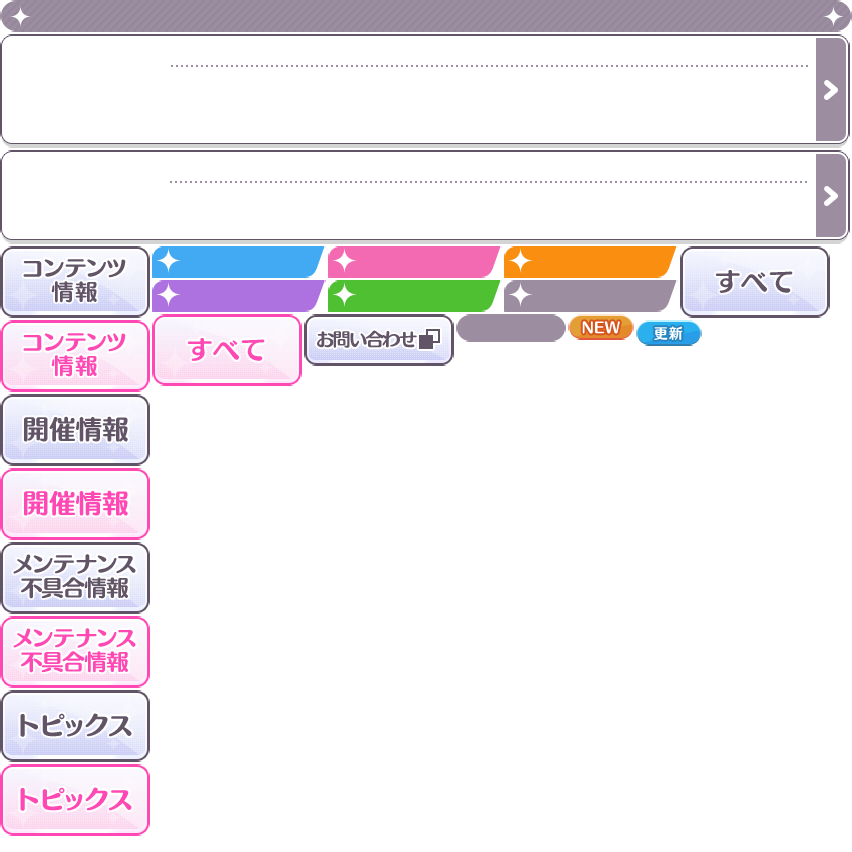 コンテンツ
情報
すべて
コンテンツ
情報
すべて
お問い合わせ
NEW
更新
開催情報
開催情報
メンテナンス
不具合情報
メンテナンス
不具合情報
トピックス
トピックス